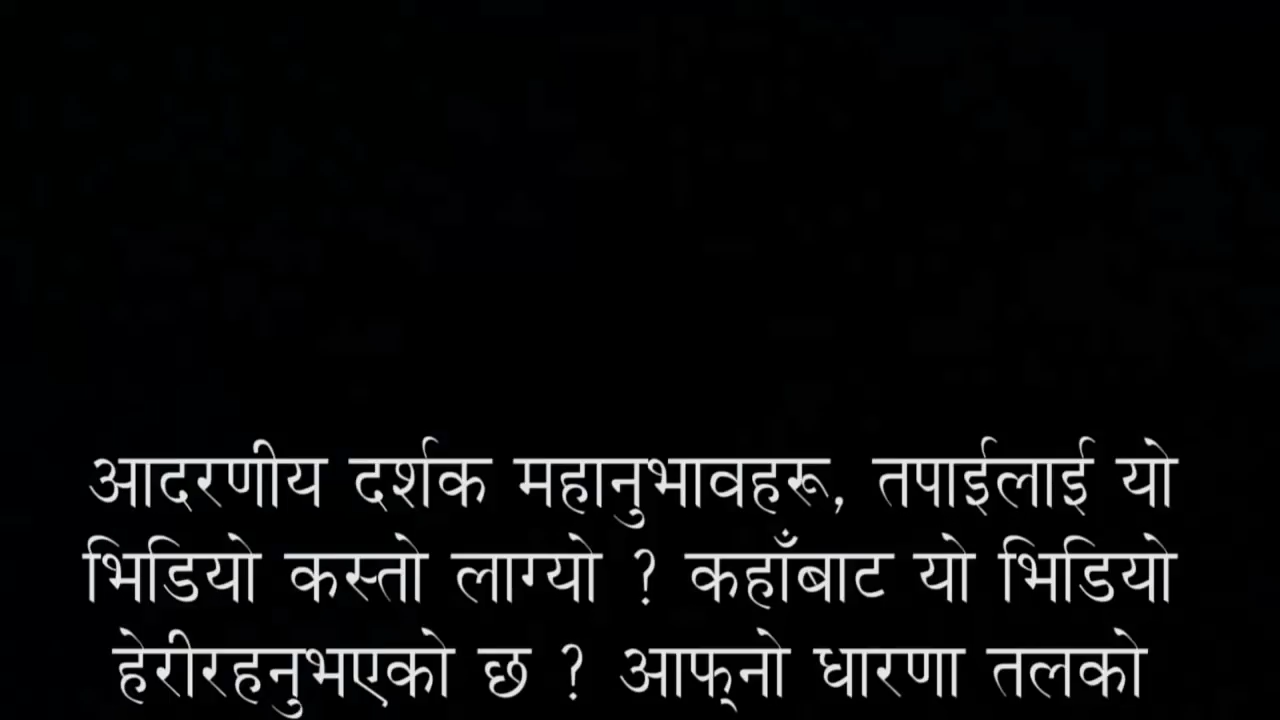 आदरणीय दर्शक महानुभावहरू, तपाईलाई यो
भिडियो कस्तो लाग्यो ? कहाँबाट यो भिडियो
हेरीरहनुभएको छ ? आफ्‌नो धारणा तलको